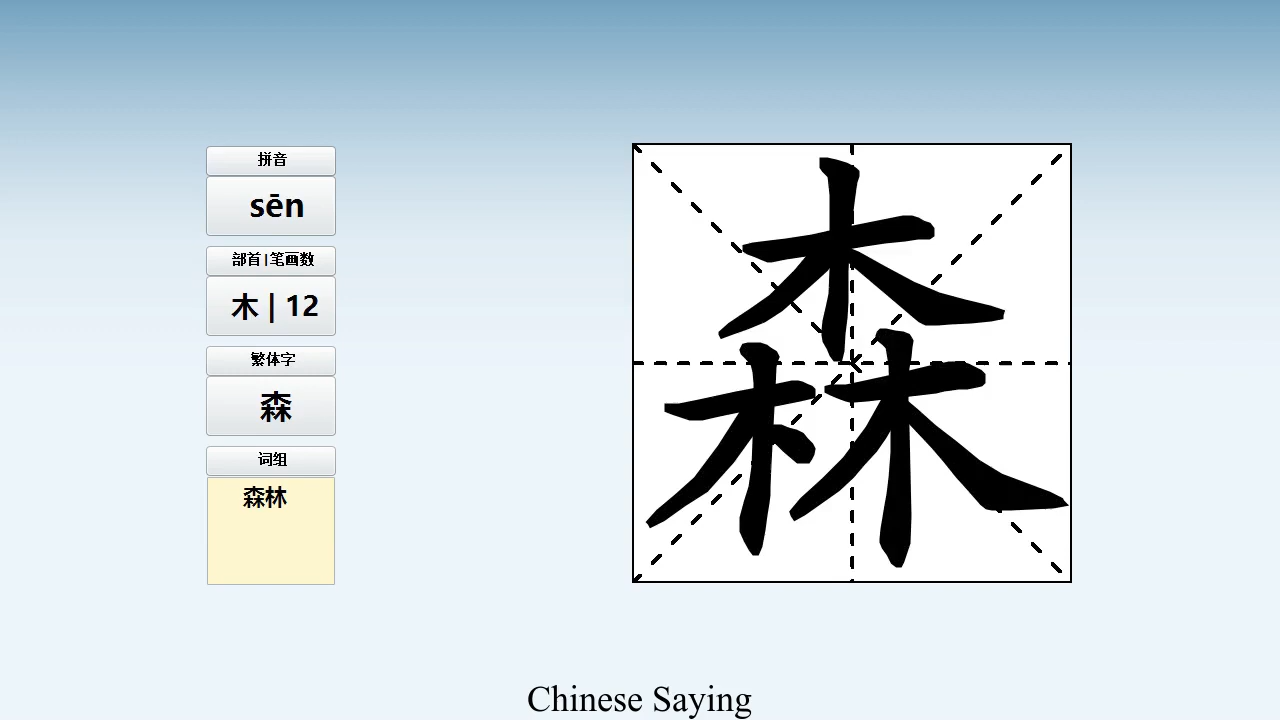 拼音
sēn
部首|笔画数
木 | 12
繁体字
森
词组
森林
森
Chinese Saying